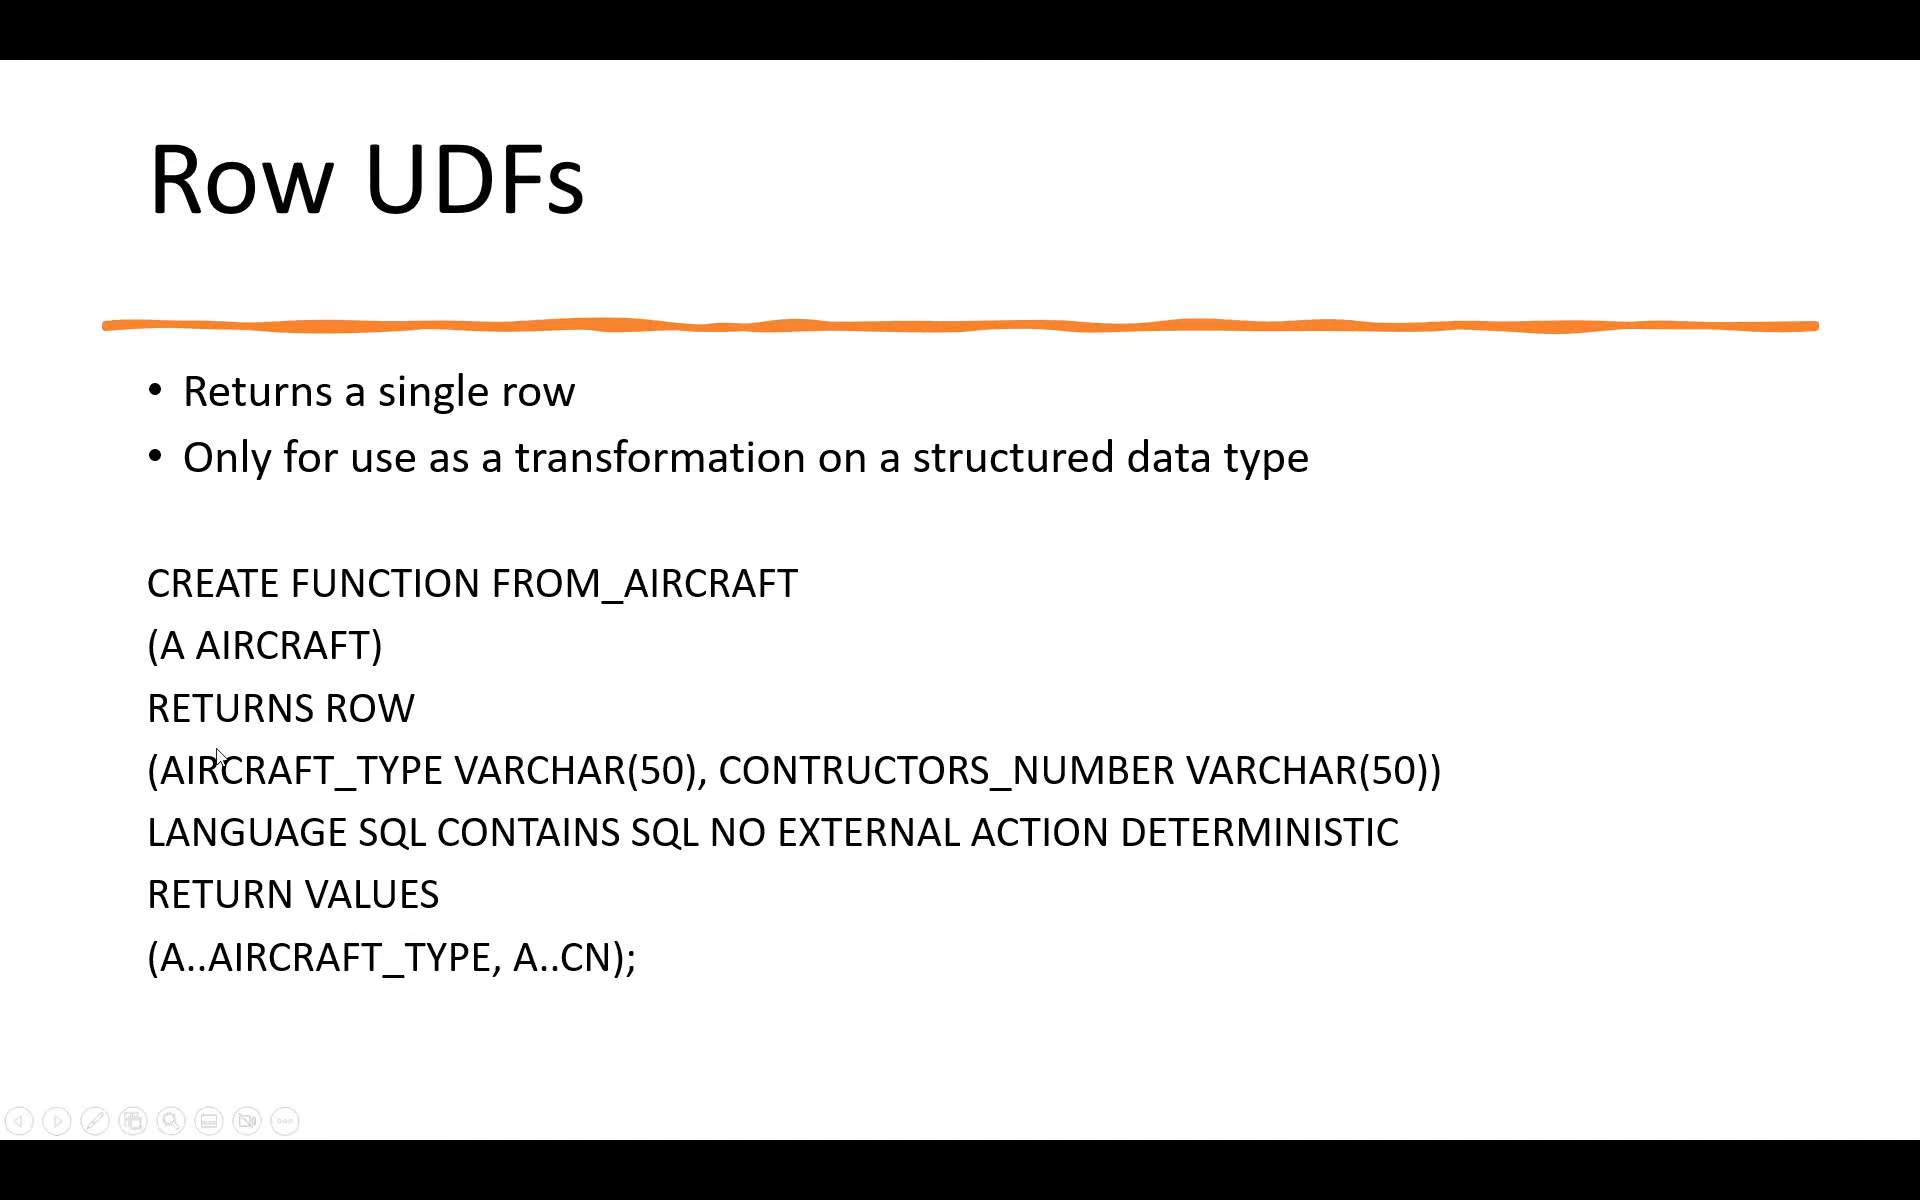 Row UDFs
• Returns a single row
• Only for use as a transformation on a structured data type
CREATE FUNCTION FROM_AIRCRAFT
(A AIRCRAFT)
RETURNS ROW
(AIRCRAFT_TYPE VARCHAR(50), CONTRUCTORS_NUMBER VARCHAR(50))
LANGUAGE SQL CONTAINS SQL NO EXTERNAL ACTION DETERMINISTIC
RETURN VALUES
(A..AIRCRAFT_TYPE, A..CN);